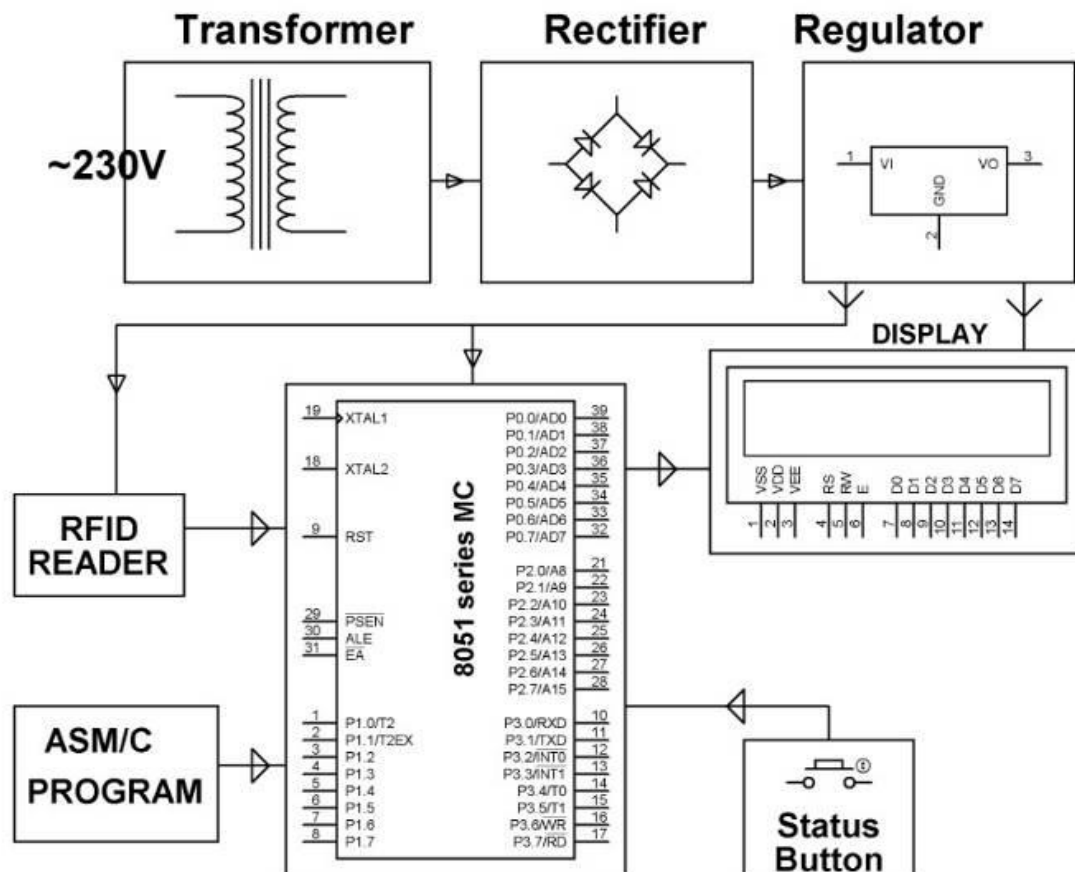 Transformer
Rectifier
Regulator
~230V
1
VI
VO
3
GND
2
DISPLAY
VSS
VDD
VEE
RS
RW
E
D0
D1
D2
D3
D4
D5
D6
D7
1
2
3
4
5
6
7
8
9
10
11
12
13
14
RFID
READER
ASM/C
PROGRAM
8051 series MC
19 XTAL1
18 XTAL2
9 RST
29 PSEN
30 ALE
31 EA
1 P1.0/T2
2 P1.1/T2EX
3 P1.2
4 P1.3
5 P1.4
6 P1.5
7 P1.6
8 P1.7
P0.0/AD0 39
P0.1/AD1 38
P0.2/AD2 37
P0.3/AD3 36
P0.4/AD4 35
P0.5/AD5 34
P0.6/AD6 33
P0.7/AD7 32
P2.0/A8 21
P2.1/A9 22
P2.2/A10 23
P2.3/A11 24
P2.4/A12 25
P2.5/A13 26
P2.6/A14 27
P2.7/A15 28
P3.0/RXD 10
P3.1/TXD 11
P3.2/INT0 12
P3.3/INT1 13
P3.4/T0 14
P3.5/T1 15
P3.6/WR 16
P3.7/RD 17
Status
Button